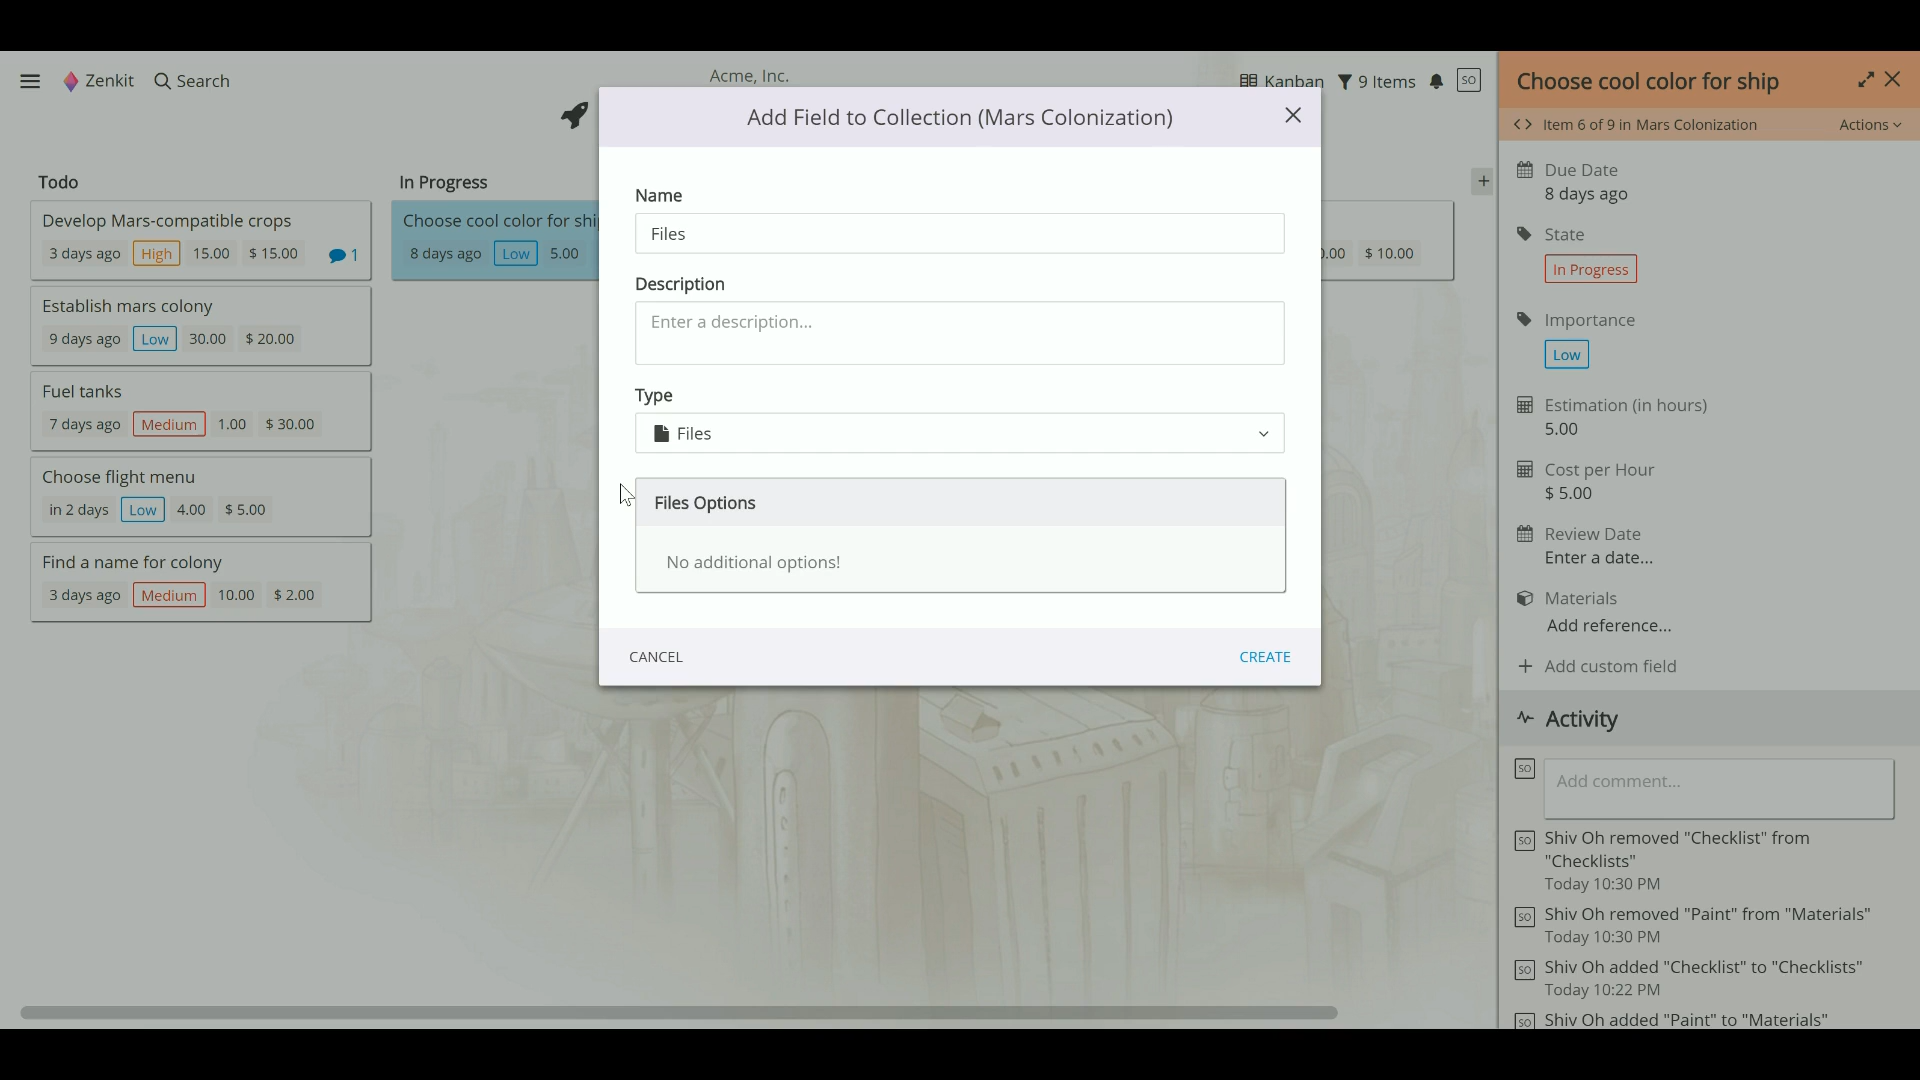 Zenkit
Search
Acme, Inc.
Kanban
9 Items
SO
Todo
Develop Mars-compatible crops
3 days ago High 15.00 $ 15.00 1
Establish mars colony
9 days ago Low 30.00 $ 20.00
Fuel tanks
7 days ago Medium 1.00 $ 30.00
Choose flight menu
in 2 days Low 4.00 $ 5.00
Find a name for colony
3 days ago Medium 10.00 $ 2.00
In Progress
Choose cool color for
8 days ago Low 5.00
$ 10.00
Add Field to Collection (Mars Colonization)
Name
Files
Description
Enter a description...
Type
Files
Files Options
No additional options!
CANCEL
CREATE
Choose cool color for ship
Item 6 of 9 in Mars Colonization
Actions
Due Date
8 days ago
State
In Progress
Importance
Low
Estimation (in hours)
5.00
Cost per Hour
$ 5.00
Review Date
Enter a date...
Materials
Add reference...
+ Add custom field
Activity
SO
Add comment...
SO
Shiv Oh removed "Checklist" from
"Checklists"
Today 10:30 PM
SO
Shiv Oh removed "Paint" from "Materials"
Today 10:30 PM
SO
Shiv Oh added "Checklist" to "Checklists"
Today 10:22 PM
SO
Shiv Oh added "Paint" to "Materials"